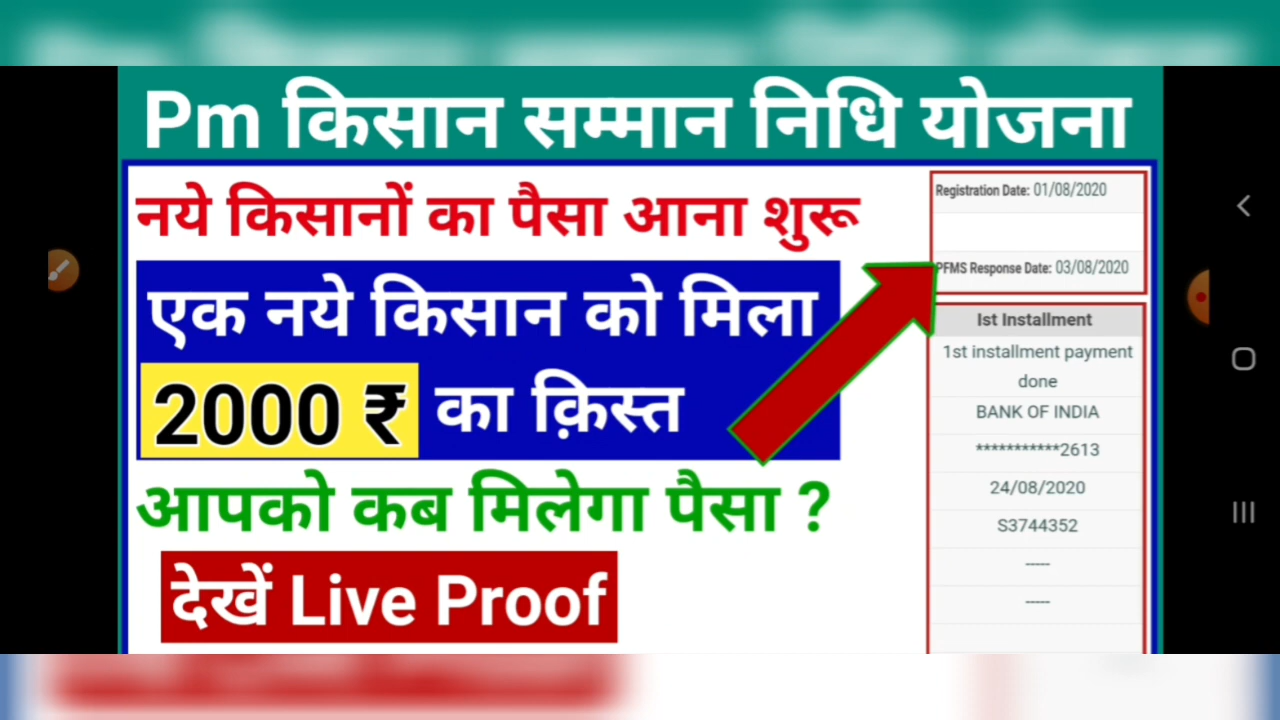 Pm किसान सम्मान निधि योजना
नये किसानों का पैसा आना शुरू
एक नये किसान को मिला
2000 ₹ का क़िस्त
आपको कब मिलेगा पैसा ?
देखें Live Proof
Registration Date: 01/08/2020
PFMS Response Date: 03/08/2020
Ist Installment
1st installment payment
done
BANK OF INDIA
***********2613
24/08/2020
S3744352
-----
-----